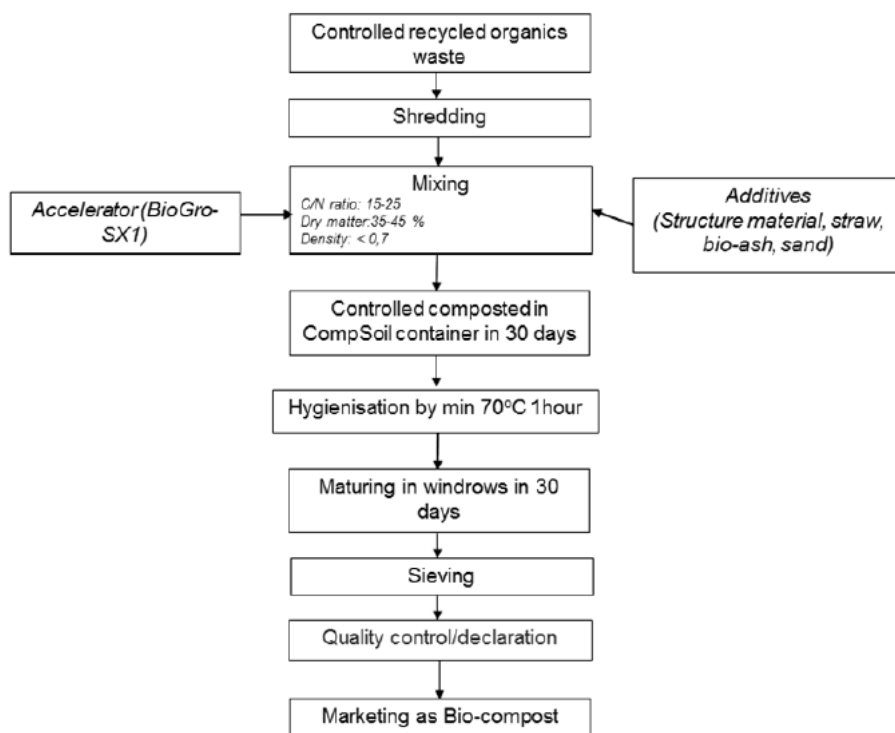 Controlled recycled organics
waste
Shredding
Mixing
C/N ratio: 15-25
Dry matter:35-45 %
Density: < 0,7
Accelerator (BioGro-
SX1)
Additives
(Structure material, straw,
bio-ash, sand)
Controlled composted in
CompSoil container in 30 days
Hygienisation by min 70°C 1hour
Maturing in windrows in 30
days
Sieving
Quality control/declaration
Marketing as Bio-compost